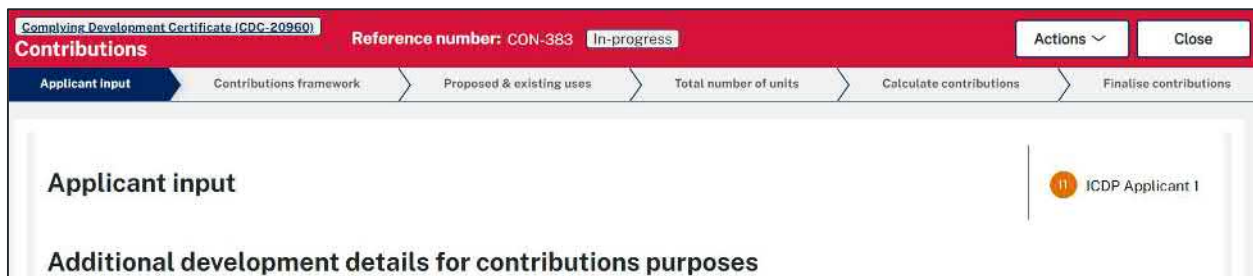 Complying Development Certificate (CDC-20960)
Contributions
Reference number: CON-383 In-progress
Actions Close
Applicant input Contributions framework Proposed & existing uses Total number of units Calculate contributions Finalise contributions
Applicant input
I1 ICDP Applicant 1
Additional development details for contributions purposes